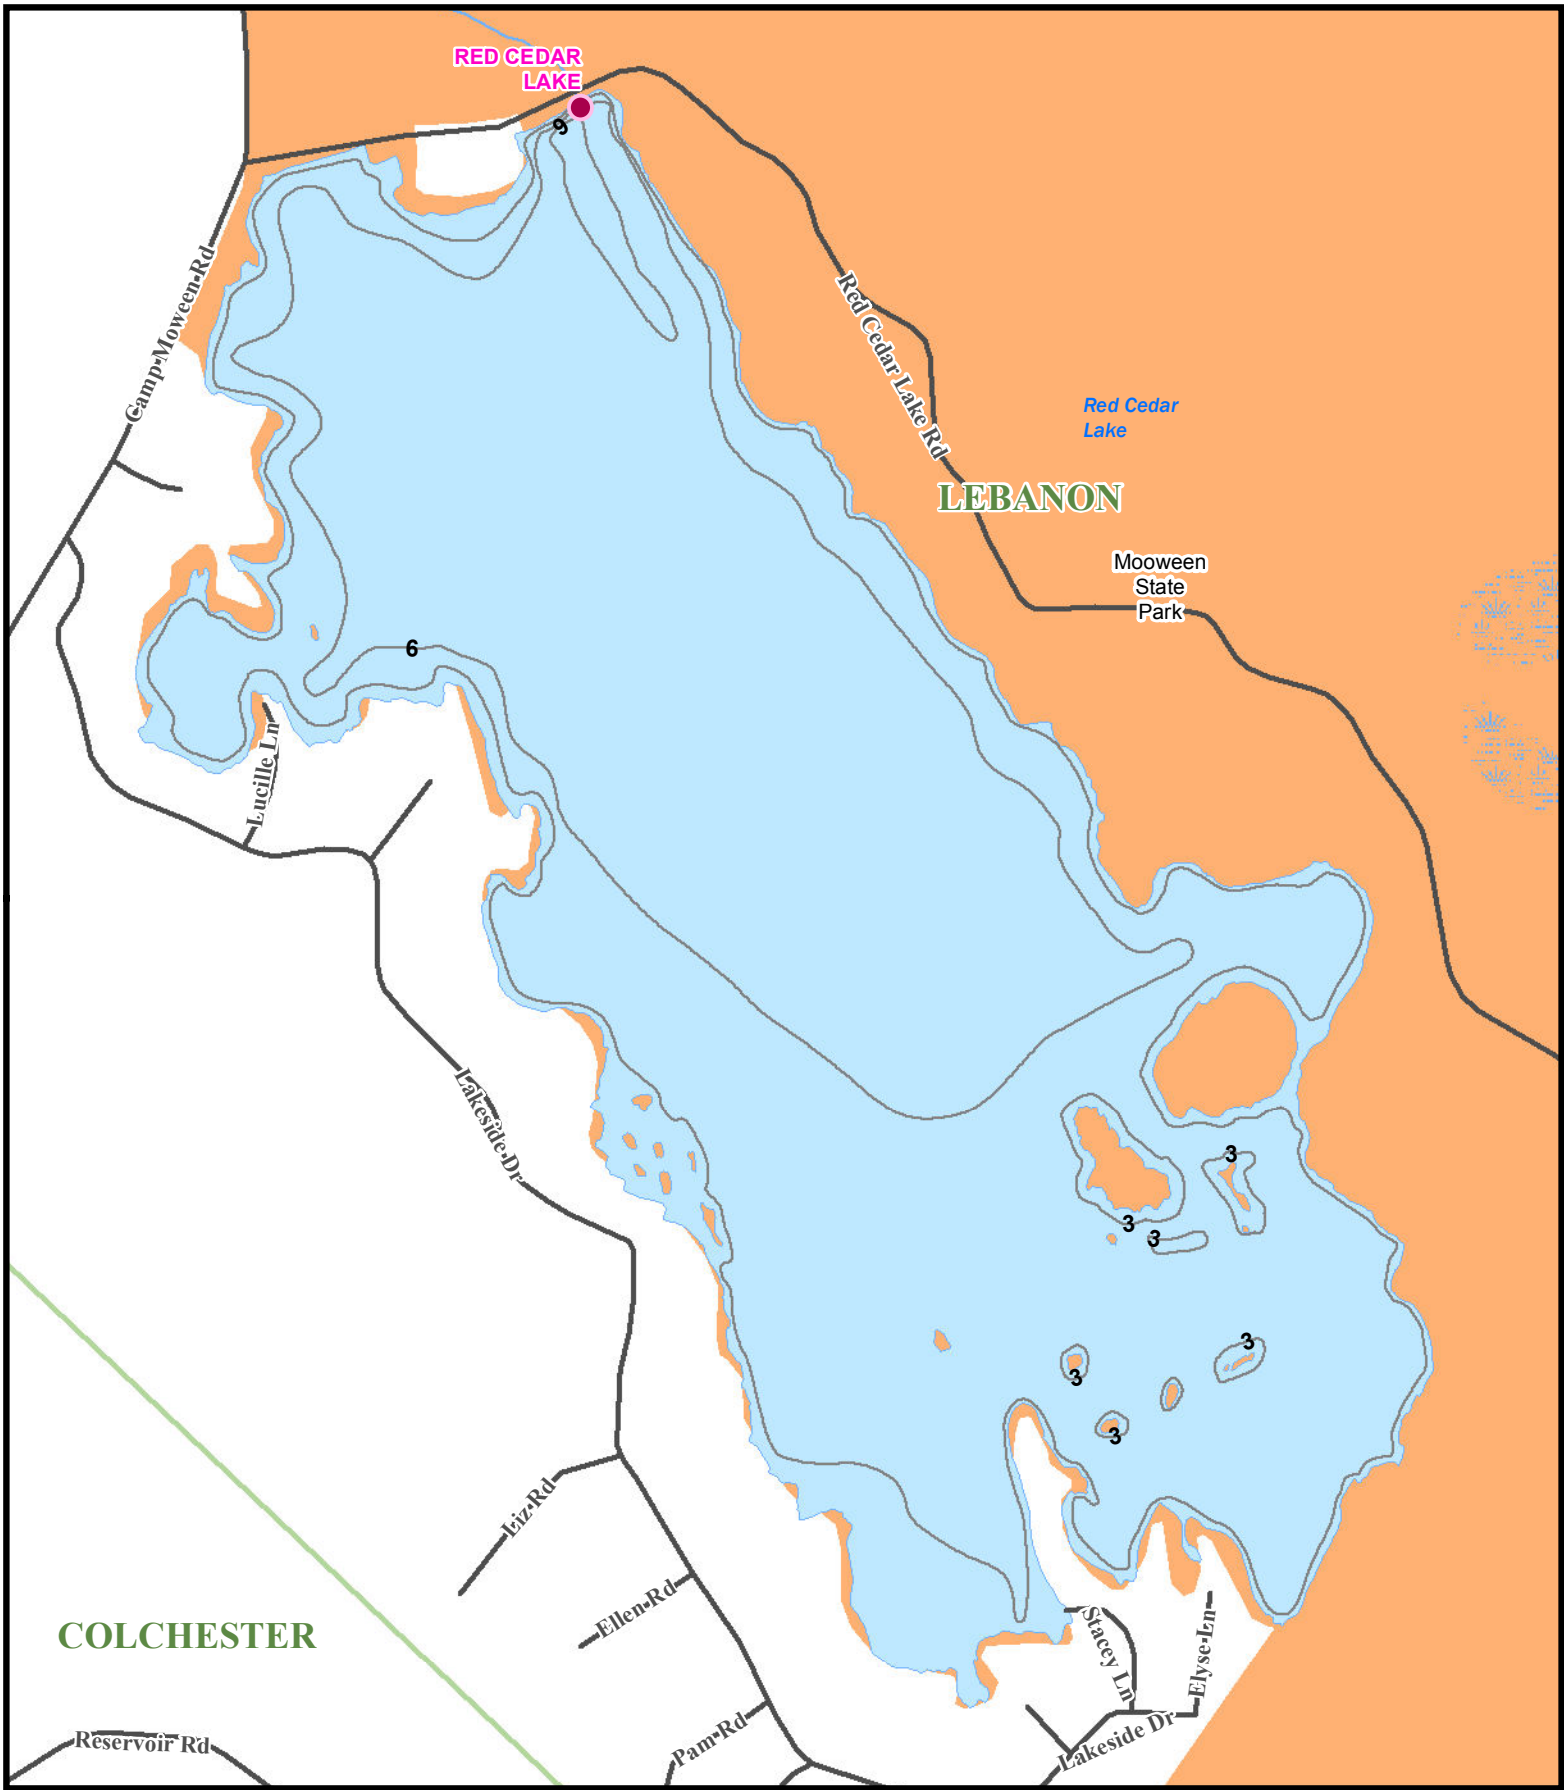 RED CEDAR
LAKE
9
Camp Moween Rd
Red Cedar Lake Rd
Red Cedar
Lake
LEBANON
Mooween
State
Park
6
Lucille Ln
Lakeside Dr
3
3
3
3
3
3
Liz Rd
Ellen Rd
COLCHESTER
Stacey Ln
Elyse Ln
Pam Rd
Lakeside Dr
Reservoir Rd